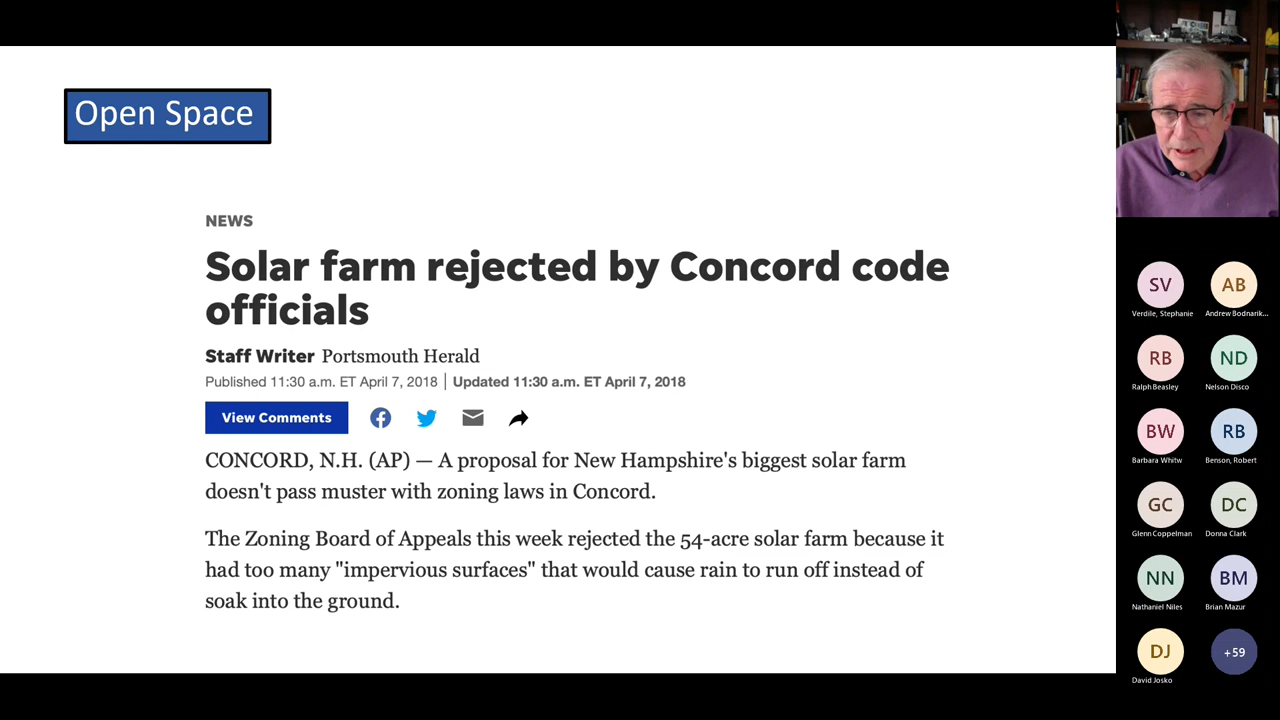 Open Space
NEWS
Solar farm rejected by Concord code
officials
Staff Writer Portsmouth Herald
Published 11:30 a.m. ET April 7, 2018 | Updated 11:30 a.m. ET April 7, 2018
View Comments
CONCORD, N.H. (AP) — A proposal for New Hampshire's biggest solar farm
doesn't pass muster with zoning laws in Concord.
The Zoning Board of Appeals this week rejected the 54-acre solar farm because it
had too many "impervious surfaces" that would cause rain to run off instead of
soak into the ground.
SV AB
Verdile, Stephanie Andrew Bodnarik...
RB ND
Ralph Beasley Nelson Disco
BW RB
Barbara Whitw Benson, Robert
GC DC
Glenn Coppelman Donna Clark
NN BM
Nathaniel Niles Brian Mazur
DJ +59
David Josko